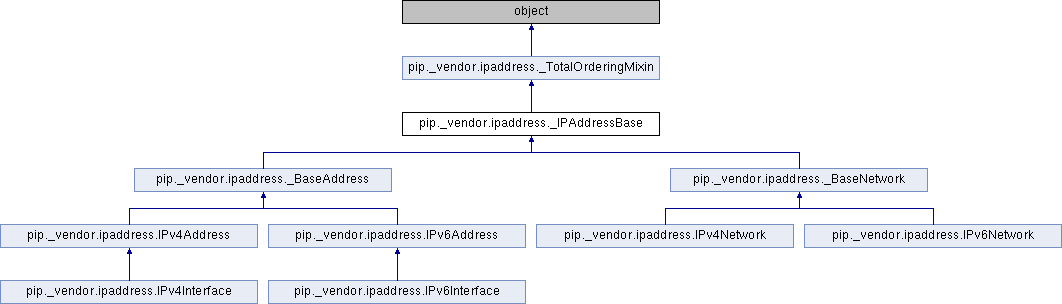 object
pip._vendor.ipaddress._TotalOrderingMixin
pip._vendor.ipaddress._IPAddressBase
pip._vendor.ipaddress._BaseAddress
pip._vendor.ipaddress._BaseNetwork
pip._vendor.ipaddress.IPv4Address
pip._vendor.ipaddress.IPv6Address
pip._vendor.ipaddress.IPv4Network
pip._vendor.ipaddress.IPv6Network
pip._vendor.ipaddress.IPv4Interface
pip._vendor.ipaddress.IPv6Interface